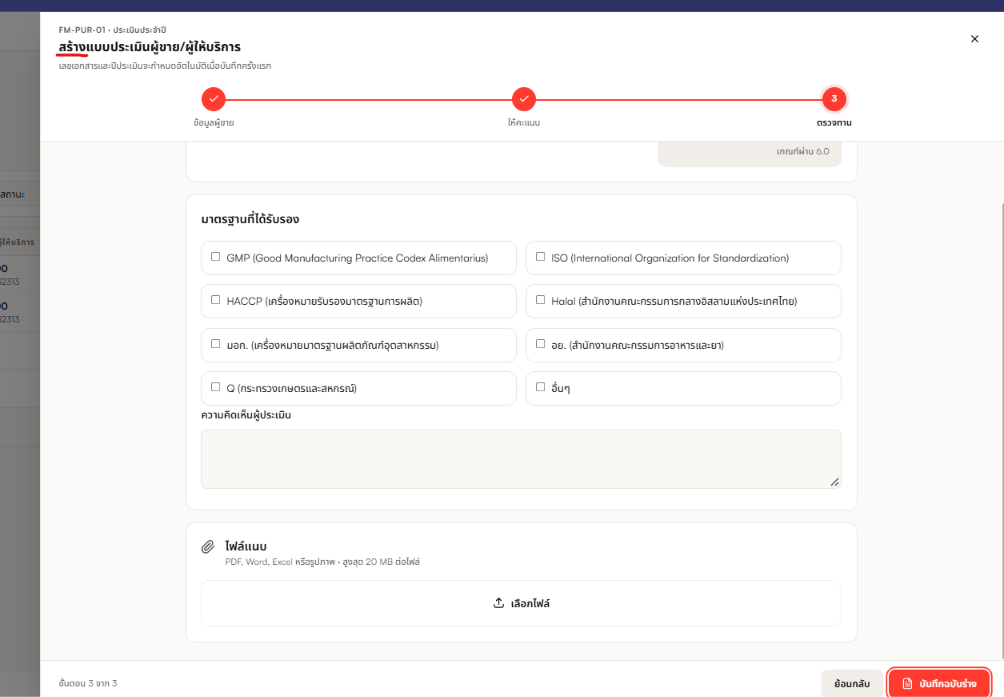 FM-PUR-01 • ประเมินประจำปี
สร้างแบบประเมินผู้ขาย/ผู้ให้บริการ
เลขเอกสารและปีประเมินจะกำหนดอัตโนมัติเมื่อบันทึกครั้งแรก
ข้อมูลผู้ขาย
ให้คะแนน
3
ตรวจทาน
เกณฑ์ผ่าน 6.0
สถานะ
ผู้ให้บริการ
2313
2313
มาตรฐานที่ได้รับรอง
GMP (Good Manufacturing Practice Codex Alimentarius)
ISO (International Organization for Standardization)
HACCP (เครื่องหมายรับรองมาตรฐานการผลิต)
Halal (สำนักงานคณะกรรมการกลางอิสลามแห่งประเทศไทย)
มอก. (เครื่องหมายมาตรฐานผลิตภัณฑ์อุตสาหกรรม)
อย. (สำนักงานคณะกรรมการอาหารและยา)
Q (กระทรวงเกษตรและสหกรณ์)
อื่นๆ
ความคิดเห็นผู้ประเมิน
ไฟล์แนบ
PDF, Word, Excel หรือรูปภาพ • สูงสุด 20 MB ต่อไฟล์
เลือกไฟล์
ขั้นตอน 3 จาก 3
ย้อนกลับ
บันทึกฉบับร่าง